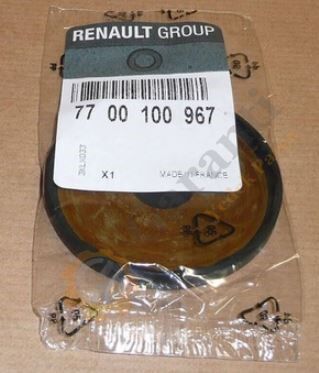 RENAULT GROUP
77 00 100 967
X1
MADE IN FRANCE